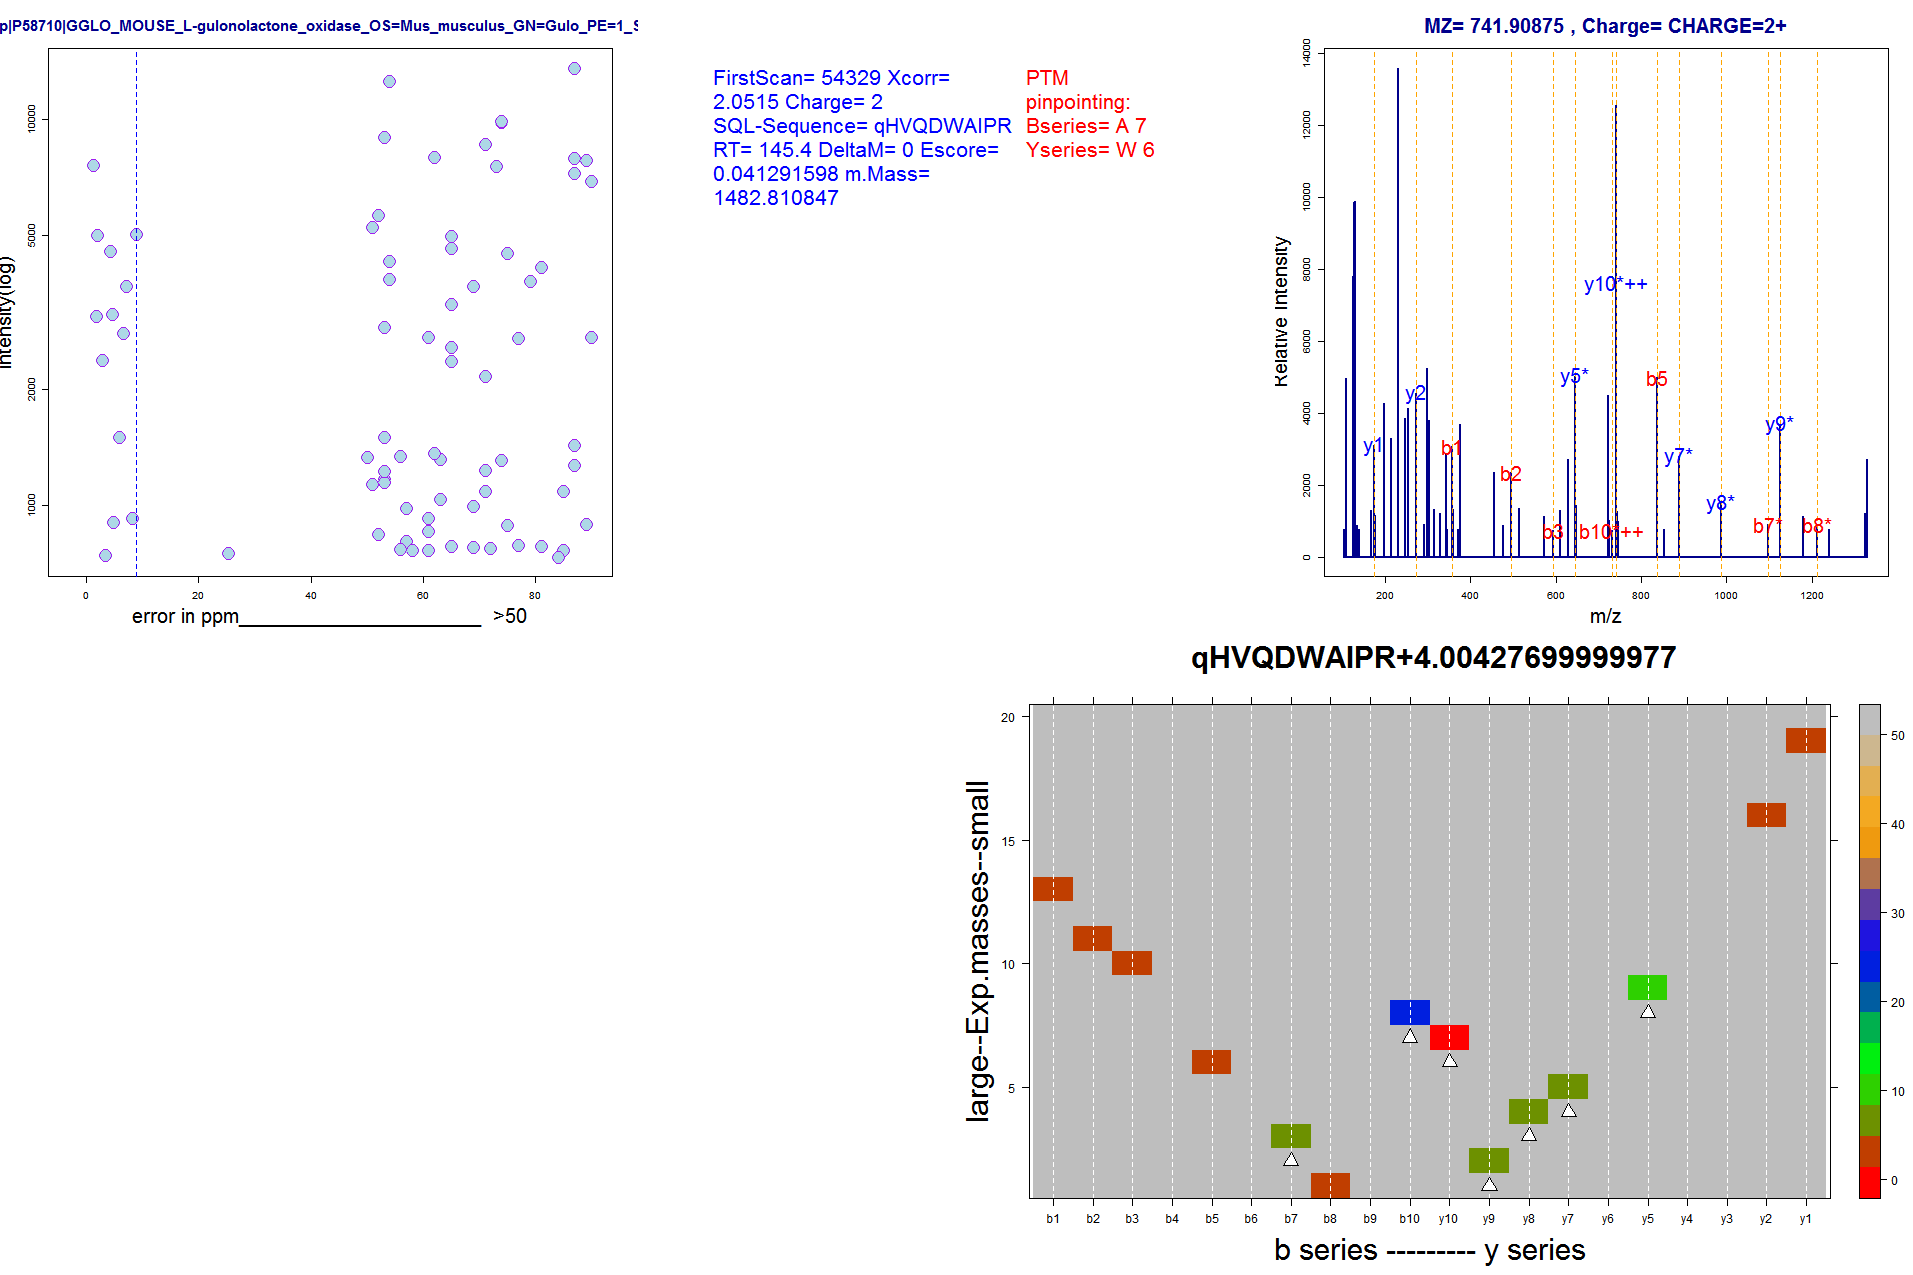 p|P58710|GGLO_MOUSE_L-gulonolactone_oxidase_OS=Mus_musculus_GN=Gulo_PE=1_S
10000
5000
2000
1000
Intensity(log)
0 20 40 60 80
error in ppm______________________ >50
FirstScan= 54329 Xcorr=
2.0515 Charge= 2
SQL-Sequence= qHVQDWAIPR
RT= 145.4 DeltaM= 0 Escore=
0.041291598 m.Mass=
1482.810847
PTM
pinpointing:
Bseries= A 7
Yseries= W 6
MZ= 741.90875 , Charge= CHARGE=2+
14000
12000
10000
8000
6000
4000
2000
0
Relative Intensity
y10*++
y5*
b5
y2
y9*
y1
b1
y7*
b2
y8*
b3
b10*++
b7*
b8*
200 400 600 800 1000 1200
m/z
qHVQDWAIPR+4.00427699999977
20
15
10
5
large--Exp.masses--small
b1 b2 b3 b4 b5 b6 b7 b8 b9 b10 y10 y9 y8 y7 y6 y5 y4 y3 y2 y1
b series --------- y series
50
40
30
20
10
0